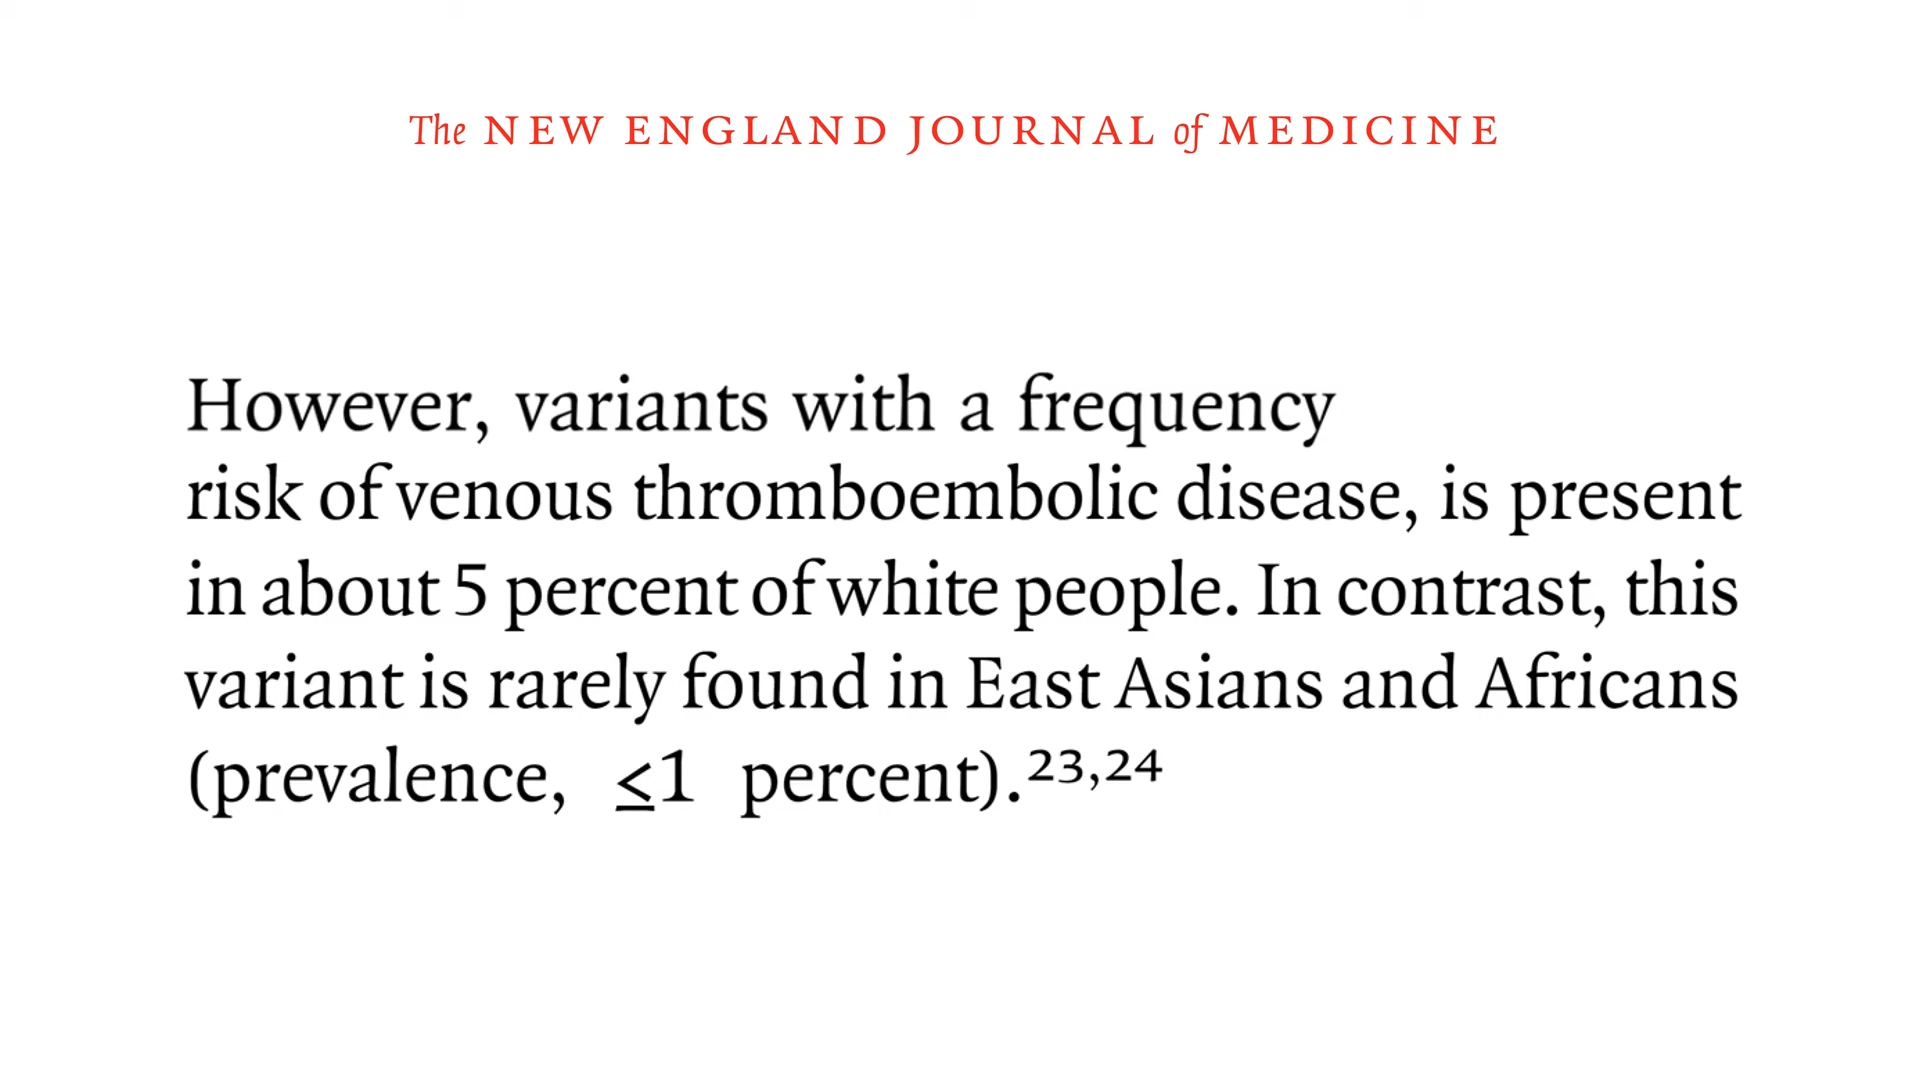 The NEW ENGLAND JOURNAL of MEDICINE
However, variants with a frequency
risk of venous thromboembolic disease, is present
in about 5 percent of white people. In contrast, this
variant is rarely found in East Asians and Africans
(prevalence, ≤1 percent).²³,²⁴